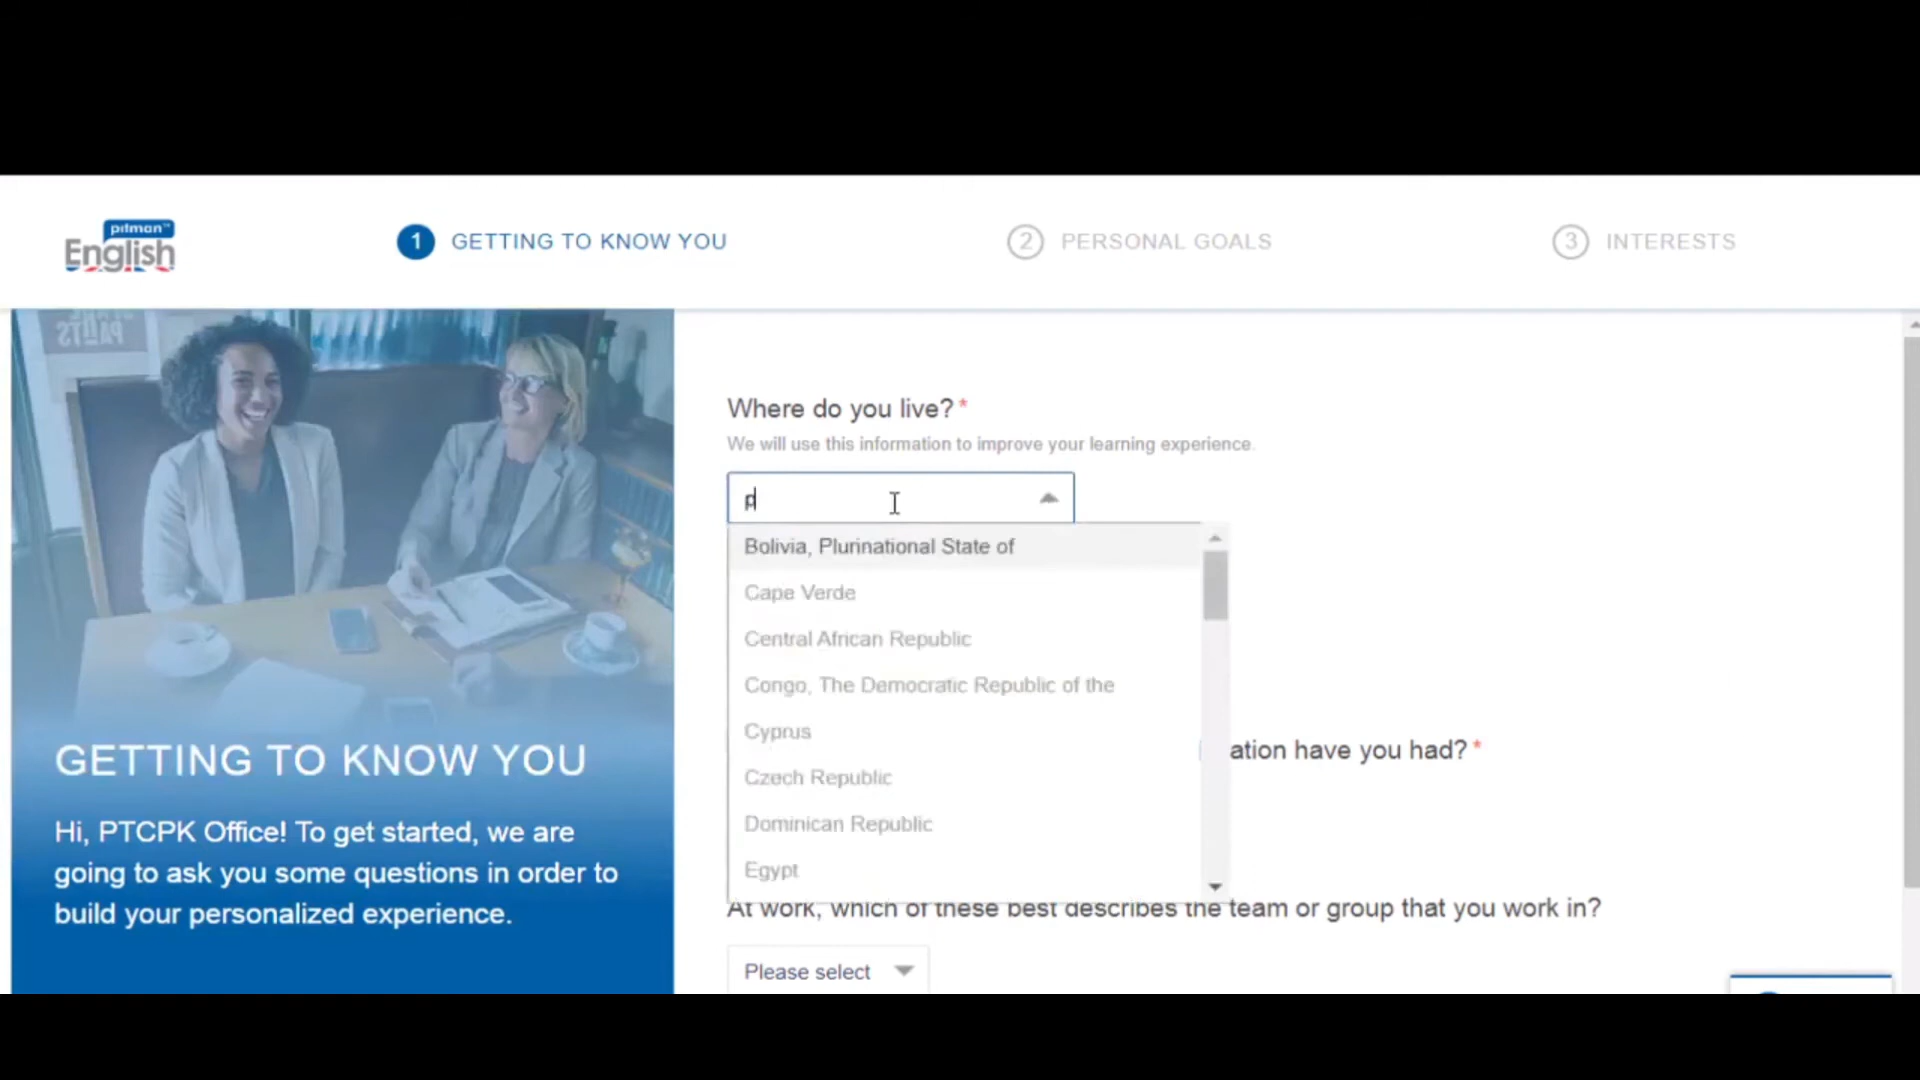 pitman™
English
1 GETTING TO KNOW YOU
2 PERSONAL GOALS
3 INTERESTS
PARTS
Where do you live? *
We will use this information to improve your learning experience.
p
Bolivia, Plurinational State of
Cape Verde
Central African Republic
Congo, The Democratic Republic of the
Cyprus
Czech Republic
Dominican Republic
Egypt
ation have you had? *
At work, which of these best describes the team or group that you work in?
Please select
GETTING TO KNOW YOU
Hi, PTCPK Office! To get started, we are
going to ask you some questions in order to
build your personalized experience.